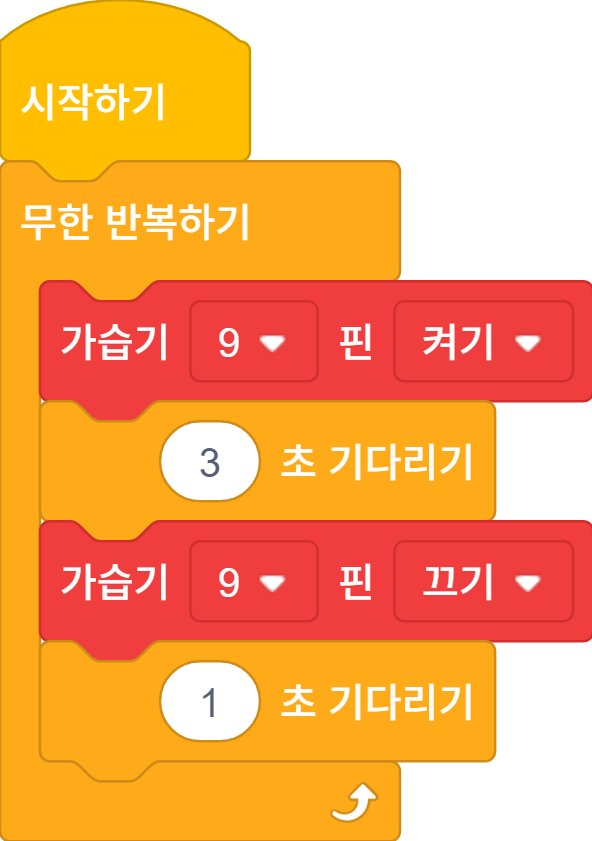 시작하기
무한 반복하기
가습기 9 핀 켜기
3 초 기다리기
가습기 9 핀 끄기
1 초 기다리기